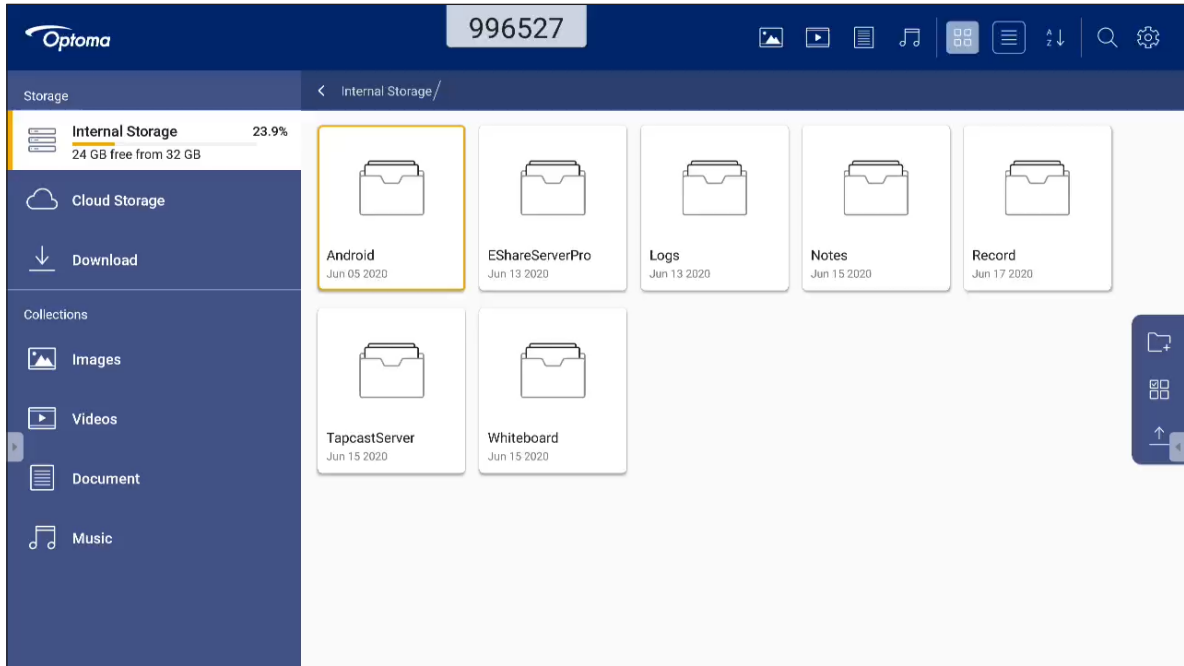 Optoma
996527
Storage
Internal Storage/
Internal Storage 23.9%
24 GB free from 32 GB
Cloud Storage
Download
Collections
Images
Videos
Document
Music
Android
Jun 05 2020
EShareServerPro
Jun 13 2020
Logs
Jun 13 2020
Notes
Jun 15 2020
Record
Jun 17 2020
TapcastServer
Jun 15 2020
Whiteboard
Jun 15 2020